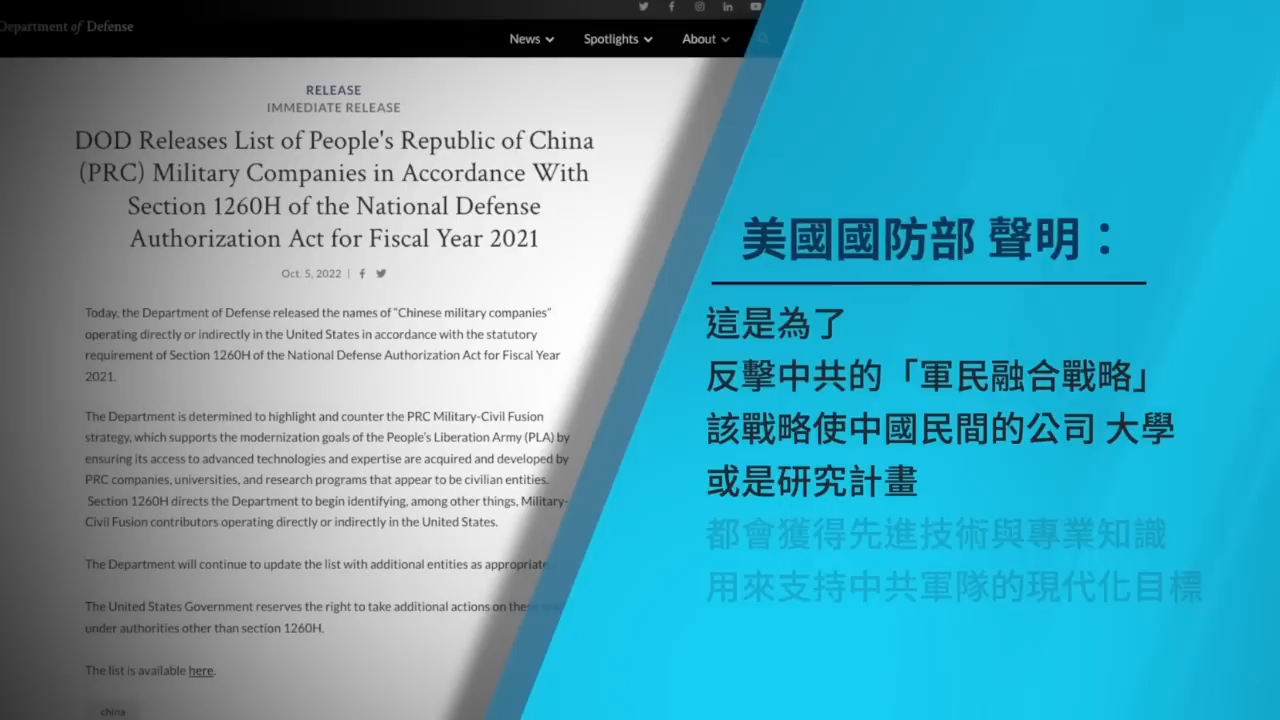 Department of Defense
News
Spotlights
About
RELEASE
IMMEDIATE RELEASE
DOD Releases List of People's Republic of China
(PRC) Military Companies in Accordance With
Section 1260H of the National Defense
Authorization Act for Fiscal Year 2021
Oct. 5, 2022 |
Today, the Department of Defense released the names of "Chinese military companies"
operating directly or indirectly in the United States in accordance with the statutory
requirement of Section 1260H of the National Defense Authorization Act for Fiscal Year
2021.
The Department is determined to highlight and counter the PRC Military-Civil Fusion
strategy, which supports the modernization goals of the People's Liberation Army (PLA) by
ensuring its access to advanced technologies and expertise are acquired and developed by
PRC companies, universities, and research programs that appear to be civilian entities.
Section 1260H directs the Department to begin identifying, among other things, Military-
Civil Fusion contributors operating directly or indirectly in the United States.
The Department will continue to update the list with additional entities as appropriate
The United States Government reserves the right to take additional actions on
under authorities other than section 1260H.
The list is available here.
china
美國國防部 聲明：
這是為了
反擊中共的「軍民融合戰略」
該戰略使中國民間的公司 大學
或是研究計畫
都會獲得先進技術與專業知識
用來支持中共軍隊的現代化目標